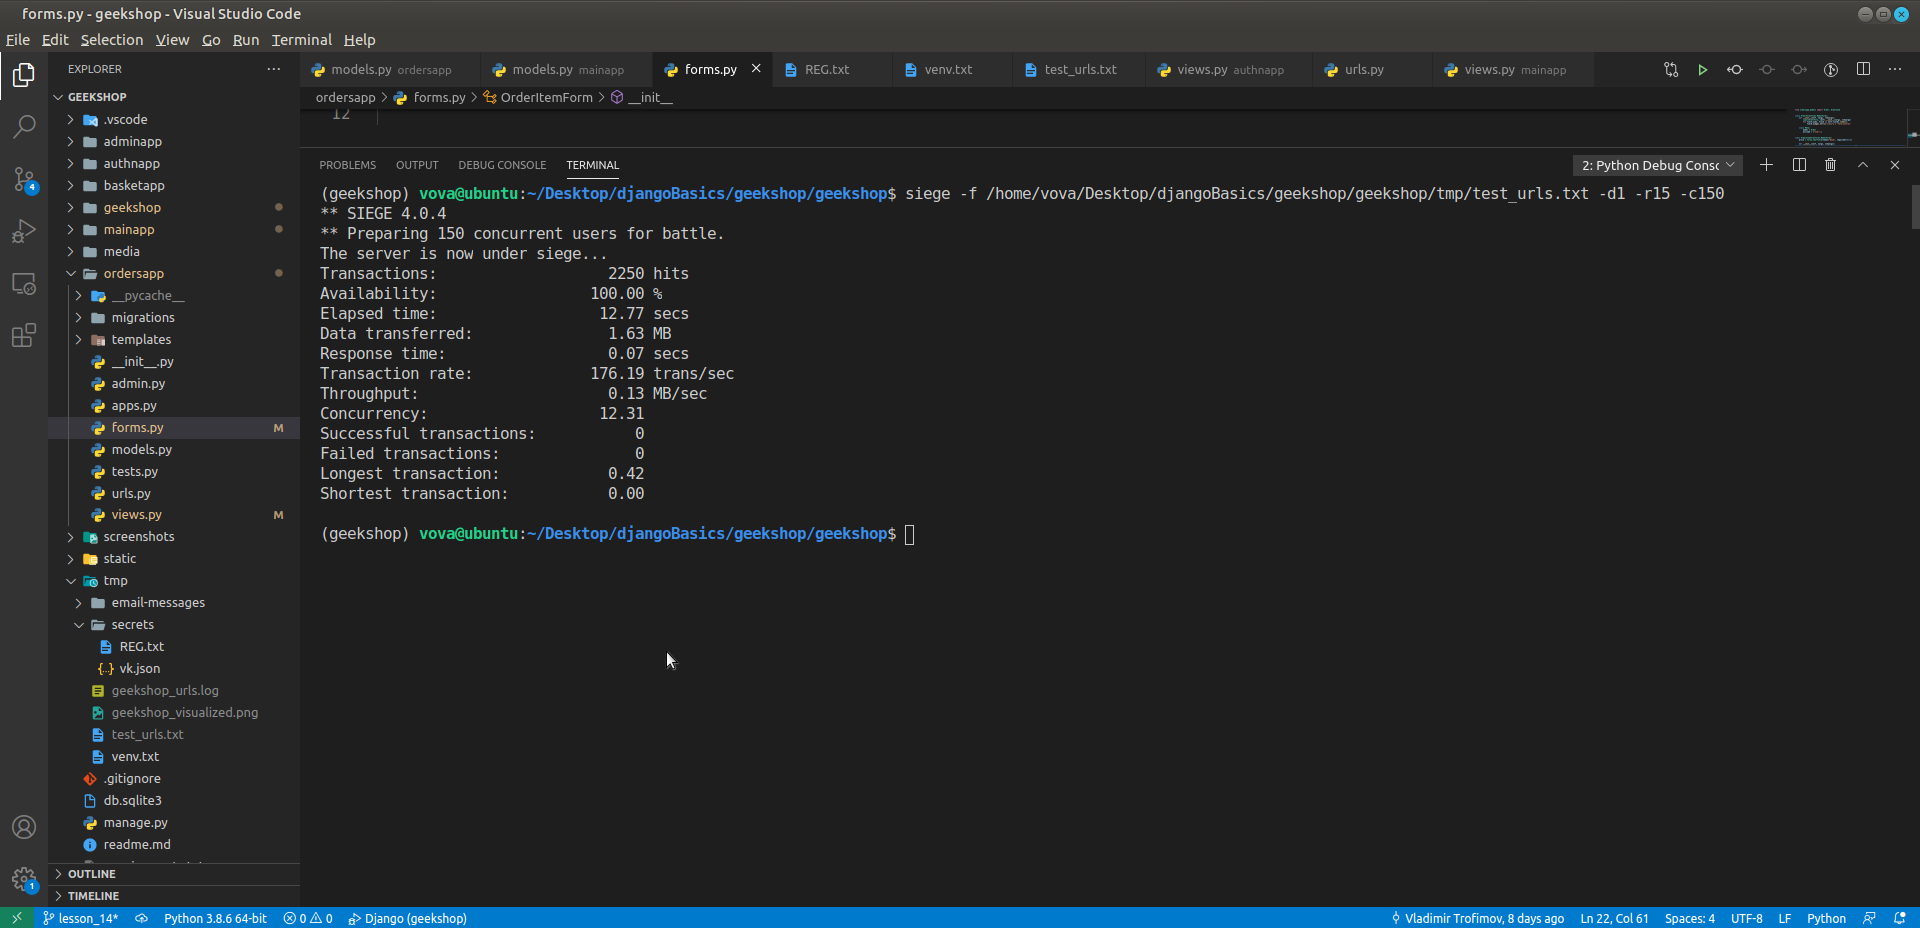 forms.py - geekshop - Visual Studio Code
File Edit Selection View Go Run Terminal Help
EXPLORER
models.py ordersapp models.py mainapp forms.py REG.txt venv.txt test_urls.txt views.py authnapp urls.py views.py mainapp
GEEKSHOP
ordersapp > forms.py > OrderItemForm > __init__
12
.vscode
adminapp
authnapp
basketapp
geekshop
mainapp
media
ordersapp
__pycache__
migrations
templates
__init__.py
admin.py
apps.py
forms.py M
models.py
tests.py
urls.py
views.py M
screenshots
static
tmp
email-messages
secrets
REG.txt
{..} vk.json
geekshop_urls.log
geekshop_visualized.png
test_urls.txt
venv.txt
.gitignore
db.sqlite3
manage.py
readme.md
OUTLINE
TIMELINE
4
1
PROBLEMS OUTPUT DEBUG CONSOLE TERMINAL 2: Python Debug Consc
(geekshop) vova@ubuntu:~/Desktop/djangoBasics/geekshop/geekshop$ siege -f /home/vova/Desktop/djangoBasics/geekshop/geekshop/tmp/test_urls.txt -d1 -r15 -c150
** SIEGE 4.0.4
** Preparing 150 concurrent users for battle.
The server is now under siege...
Transactions: 2250 hits
Availability: 100.00 %
Elapsed time: 12.77 secs
Data transferred: 1.63 MB
Response time: 0.07 secs
Transaction rate: 176.19 trans/sec
Throughput: 0.13 MB/sec
Concurrency: 12.31
Successful transactions: 0
Failed transactions: 0
Longest transaction: 0.42
Shortest transaction: 0.00
(geekshop) vova@ubuntu:~/Desktop/djangoBasics/geekshop/geekshop$
lesson_14* Python 3.8.6 64-bit 0 0 Django (geekshop) Vladimir Trofimov, 8 days ago Ln 22, Col 61 Spaces: 4 UTF-8 LF Python